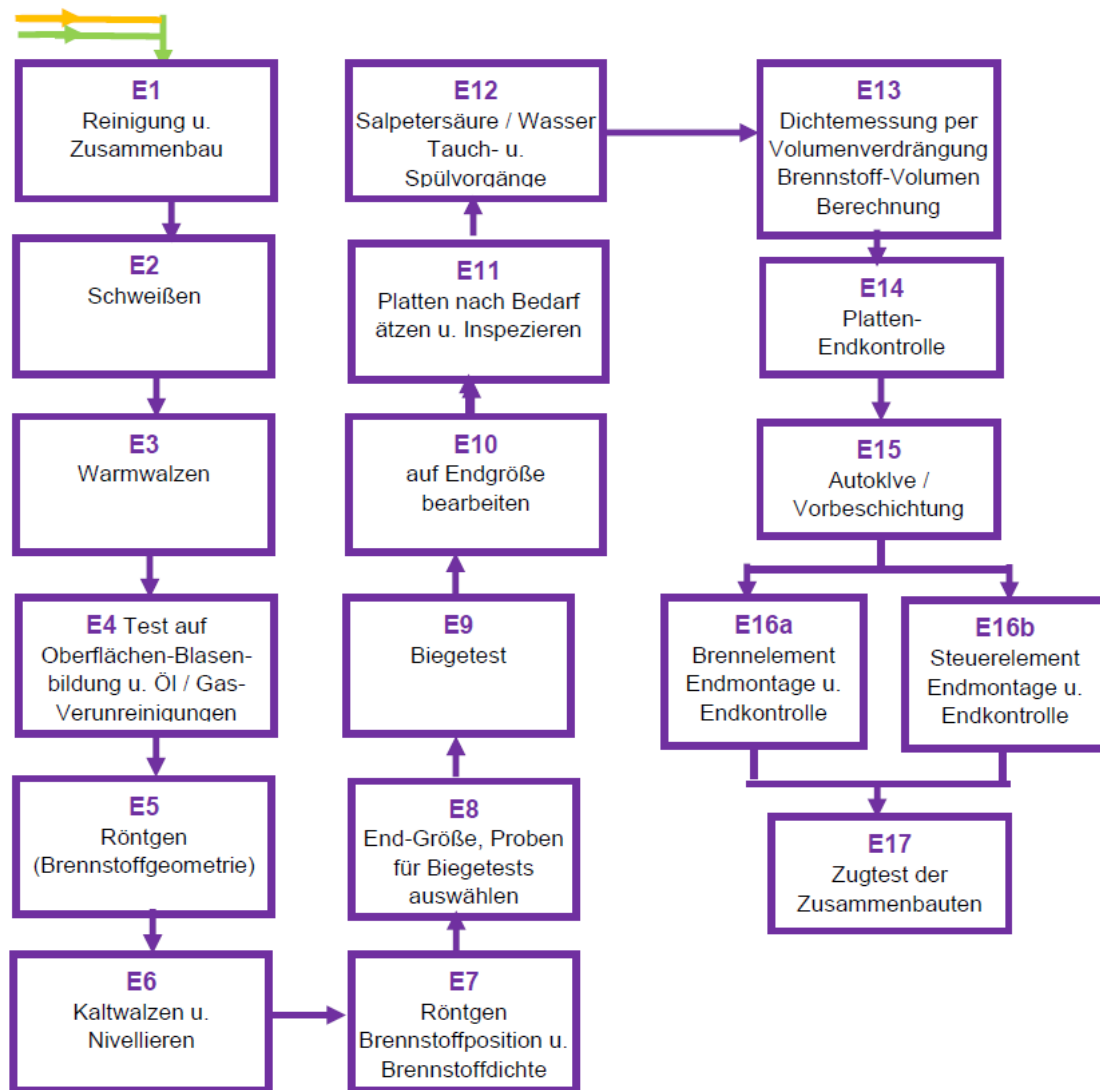 E1
Reinigung u.
Zusammenbau
E2
Schweißen
E3
Warmwalzen
E4 Test auf
Oberflächen-Blasen-
bildung u. Öl / Gas-
Verunreinigungen
E5
Röntgen
(Brennstoffgeometrie)
E6
Kaltwalzen u.
Nivellieren
E7
Röntgen
Brennstoffposition u.
Brennstoffdichte
E8
End-Größe, Proben
für Biegetests
auswählen
E9
Biegetest
E10
auf Endgröße
bearbeiten
E11
Platten nach Bedarf
ätzen u. Inspezieren
E12
Salpetersäure / Wasser
Tauch- u.
Spülvorgänge
E13
Dichtemessung per
Volumenverdrängung
Brennstoff-Volumen
Berechnung
E14
Platten-
Endkontrolle
E15
Autoklve /
Vorbeschichtung
E16a
Brennelement
Endmontage u.
Endkontrolle
E16b
Steuerelement
Endmontage u.
Endkontrolle
E17
Zugtest der
Zusammenbauten